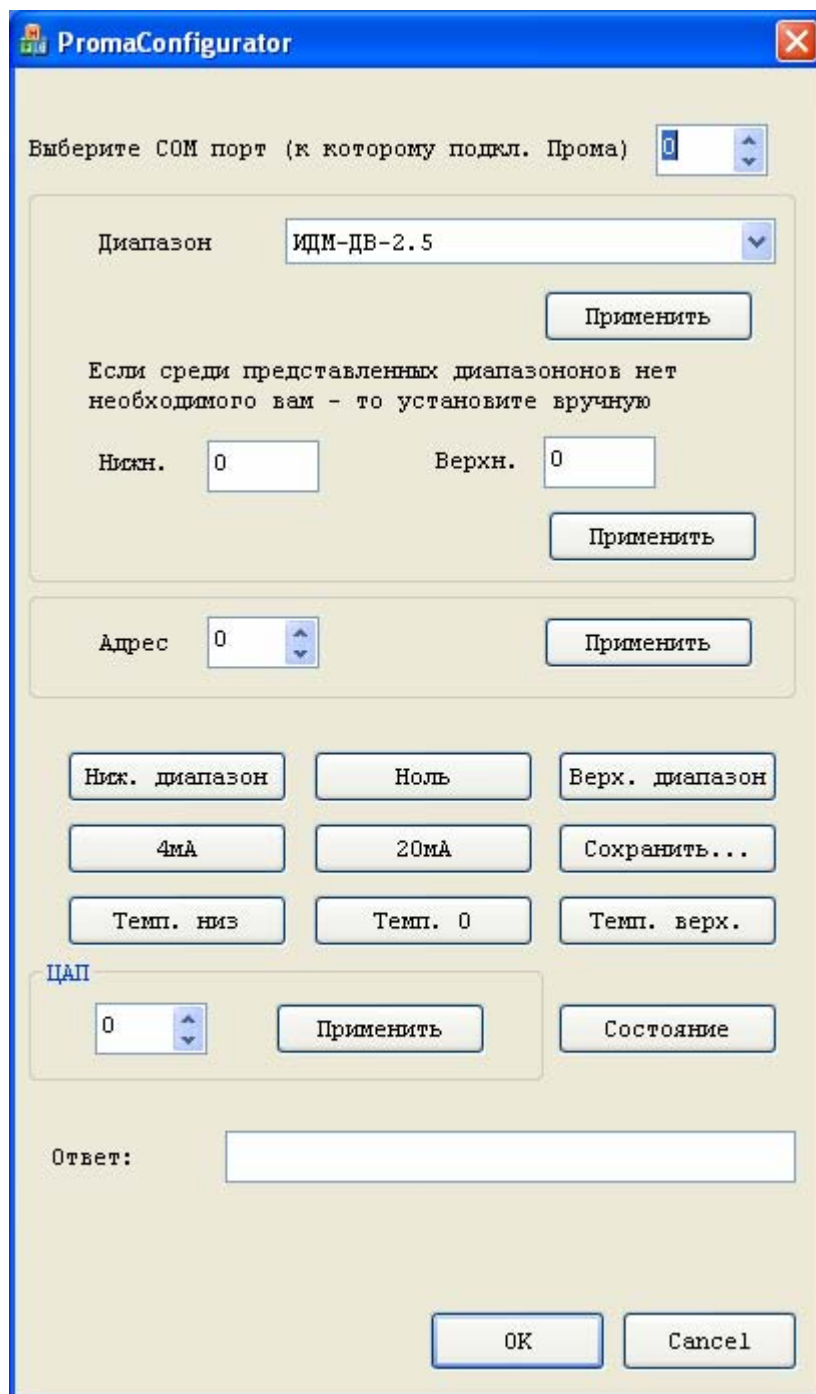 PromaConfigurator
Выберите COM порт (к которому подкл. Прома) 0
Диапазон ИДМ-ДВ-2.5
Применить
Если среди представленных диапазононов нет
необходимого вам - то установите вручную
Нижн. 0 Верхн. 0
Применить
Адрес 0 Применить
Ниж. диапазон Ноль Верх. диапазон
4мА 20мА Сохранить...
Темп. низ Темп. 0 Темп. верх.
ЦАП
0 Применить Состояние
Ответ:
OK Cancel